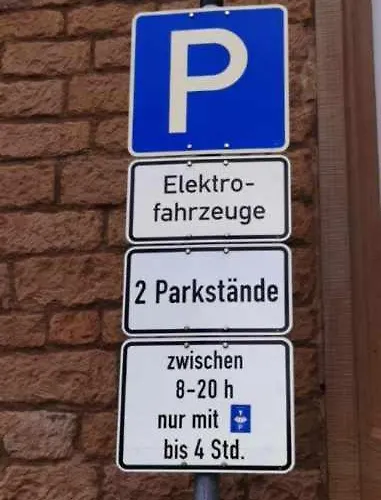 P
Elektro-
fahrzeuge
2 Parkstände
zwischen
8-20 h
nur mit
bis 4 Std.